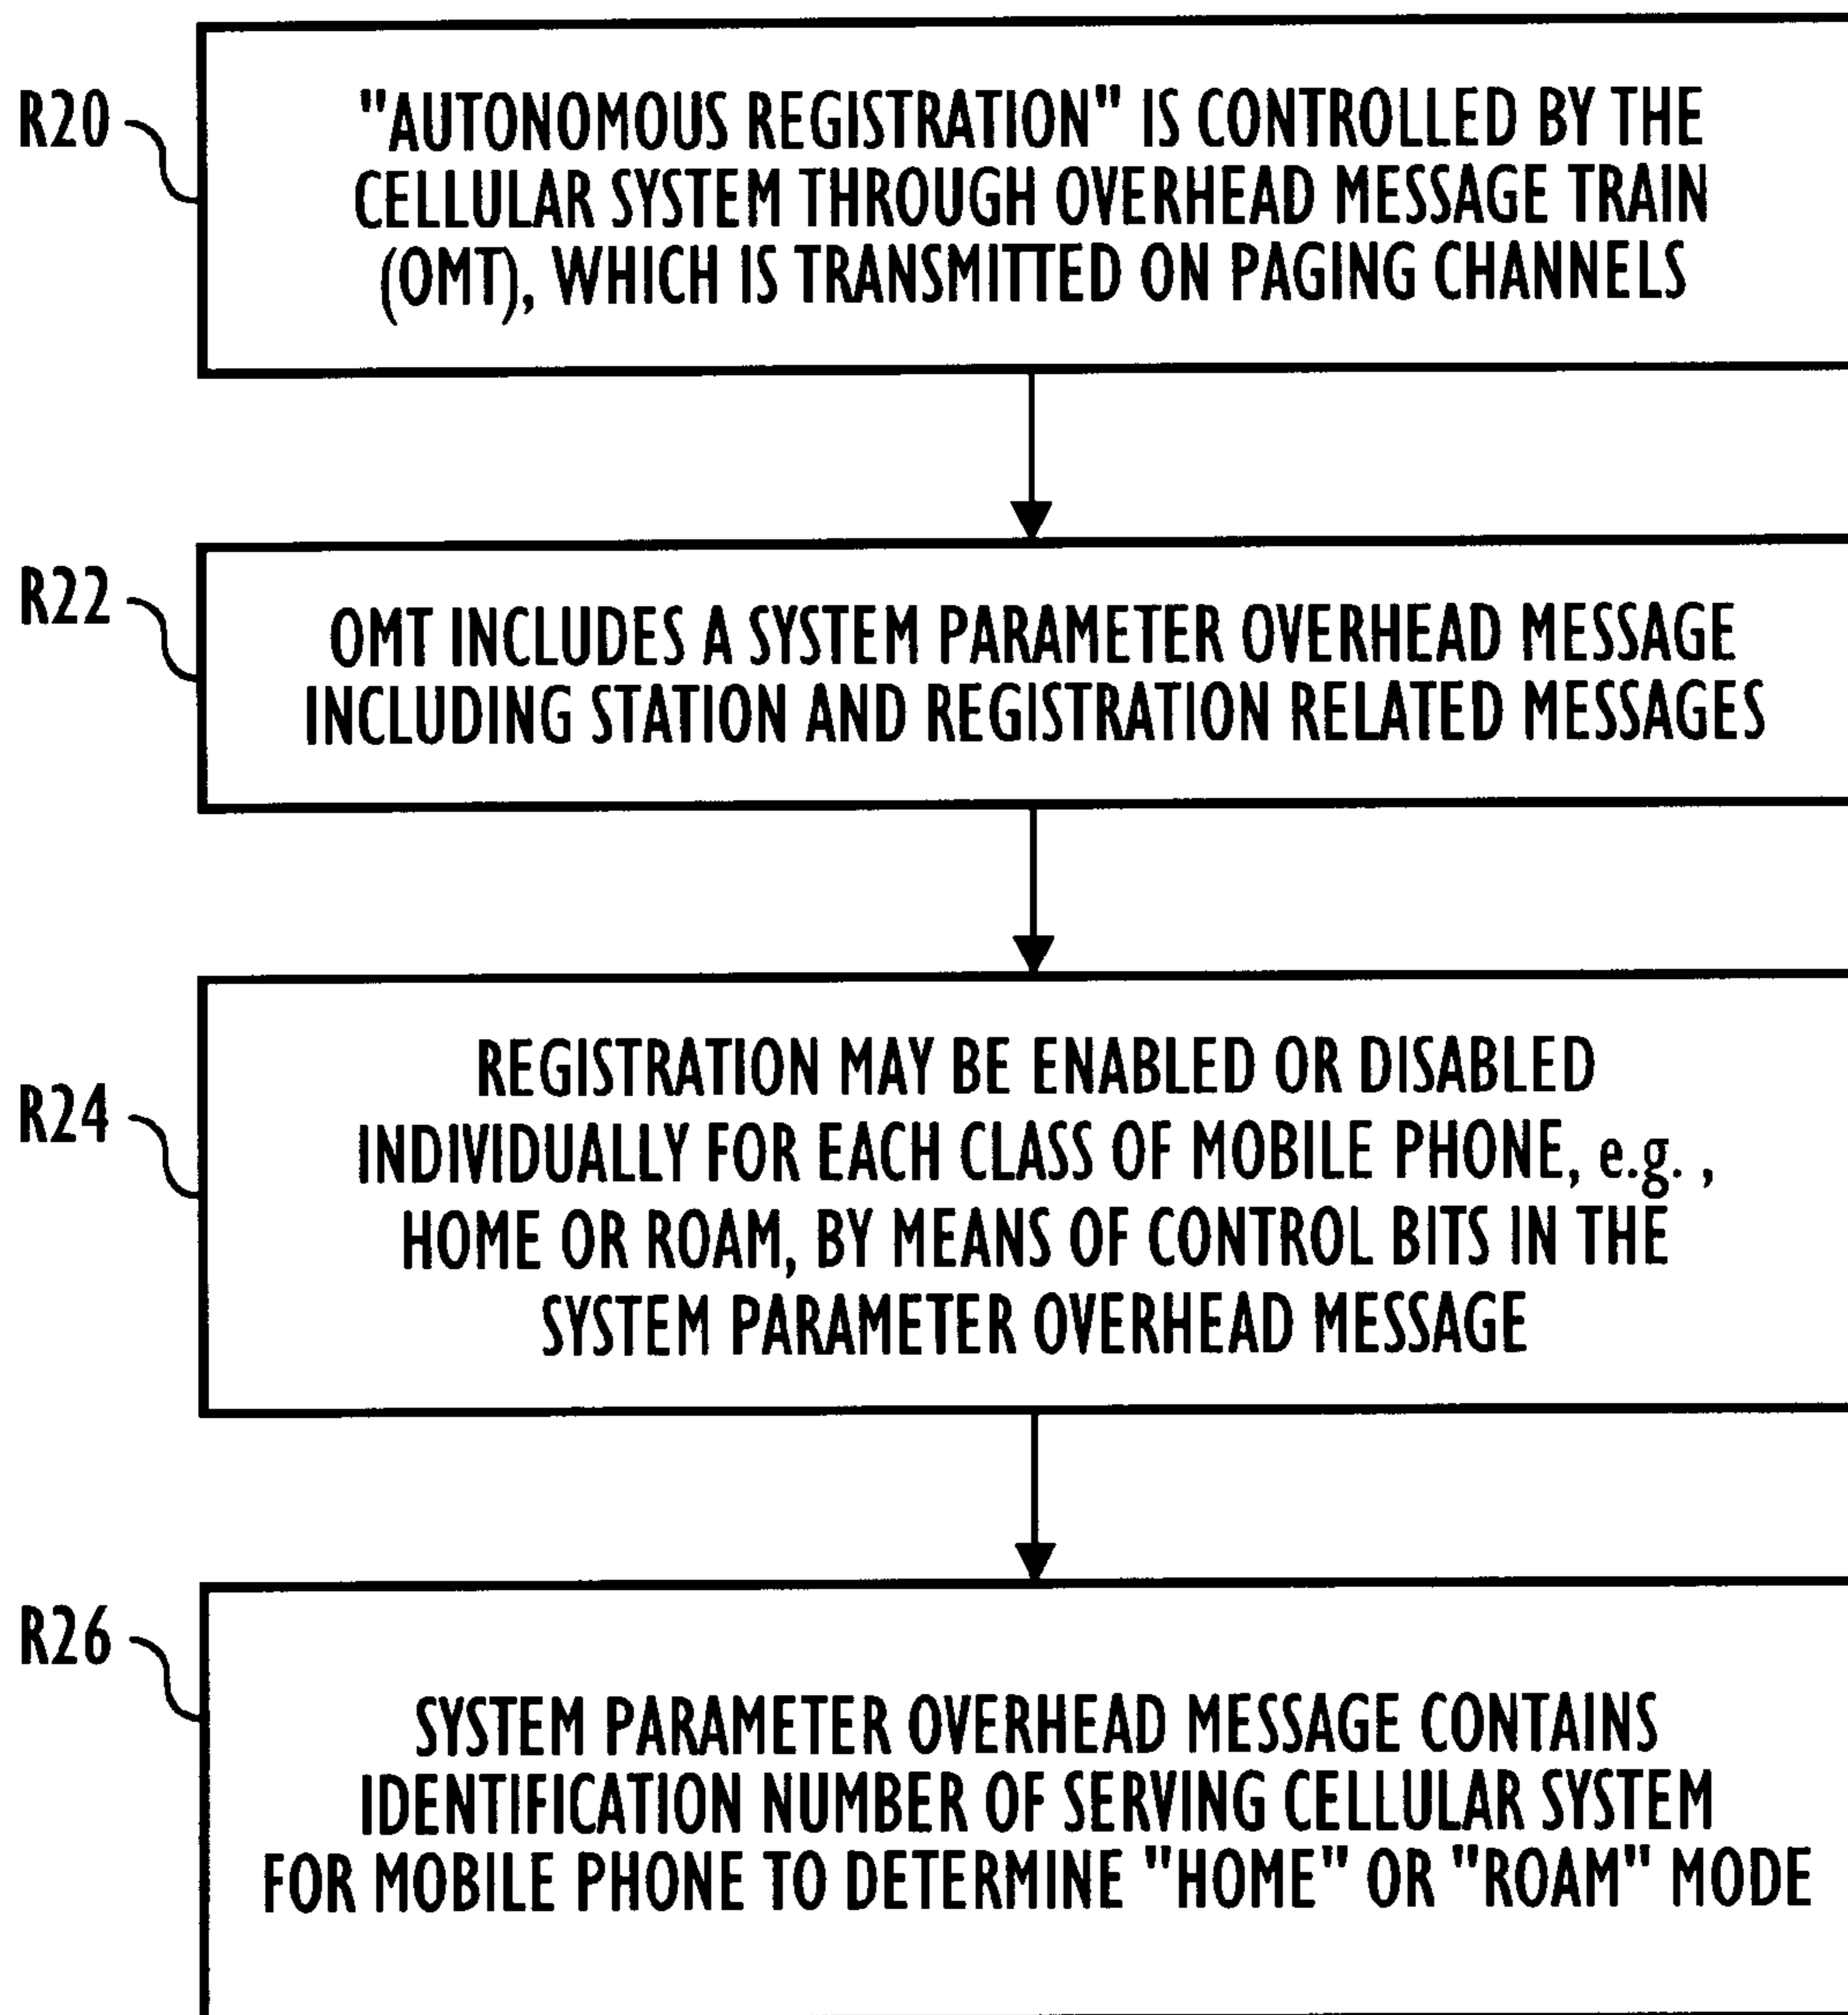 R20
"AUTONOMOUS REGISTRATION" IS CONTROLLED BY THE
CELLULAR SYSTEM THROUGH OVERHEAD MESSAGE TRAIN
(OMT), WHICH IS TRANSMITTED ON PAGING CHANNELS
R22
OMT INCLUDES A SYSTEM PARAMETER OVERHEAD MESSAGE
INCLUDING STATION AND REGISTRATION RELATED MESSAGES
R24
REGISTRATION MAY BE ENABLED OR DISABLED
INDIVIDUALLY FOR EACH CLASS OF MOBILE PHONE, e.g. ,
HOME OR ROAM, BY MEANS OF CONTROL BITS IN THE
SYSTEM PARAMETER OVERHEAD MESSAGE
R26
SYSTEM PARAMETER OVERHEAD MESSAGE CONTAINS
IDENTIFICATION NUMBER OF SERVING CELLULAR SYSTEM
FOR MOBILE PHONE TO DETERMINE "HOME" OR "ROAM" MODE